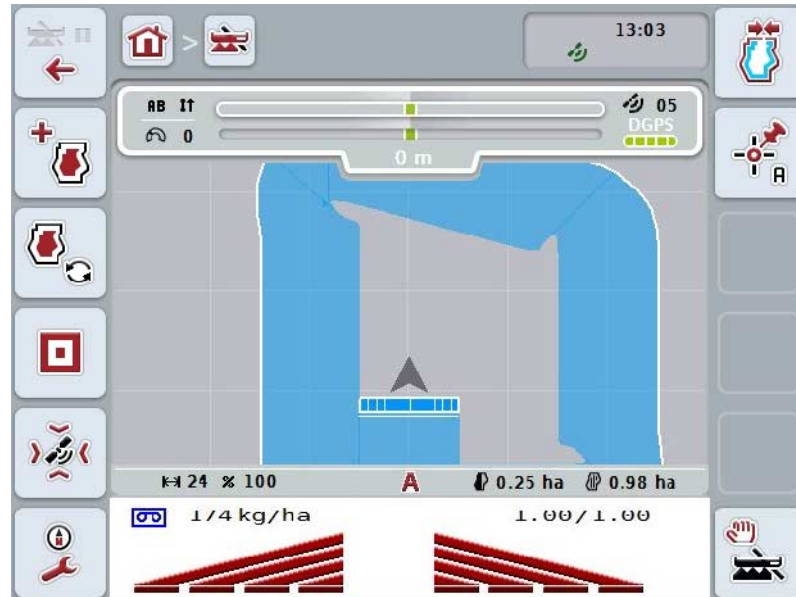 >
13:03
AB
05
0
DGPS
0 m
A
24 % 100
A
0.25 ha
0.98 ha
174 kg/ha
1.00/1.00